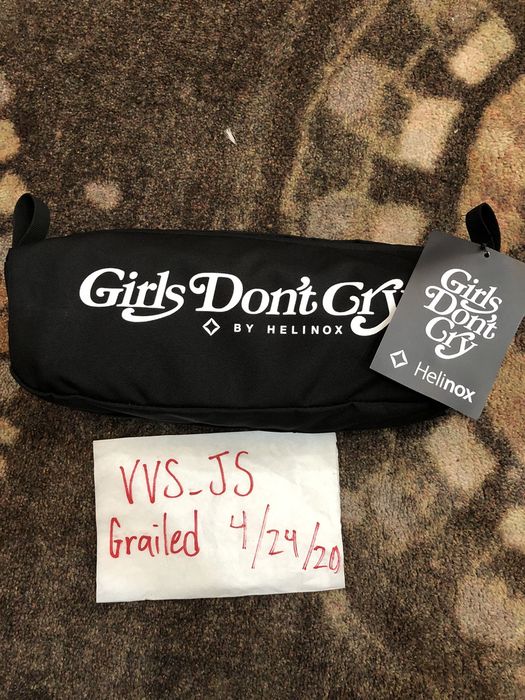 Girls Don't Cry
BY HELINOX
Girls
Don't
Cry
Helinox
VVS_JS
Grailed 4/24/20